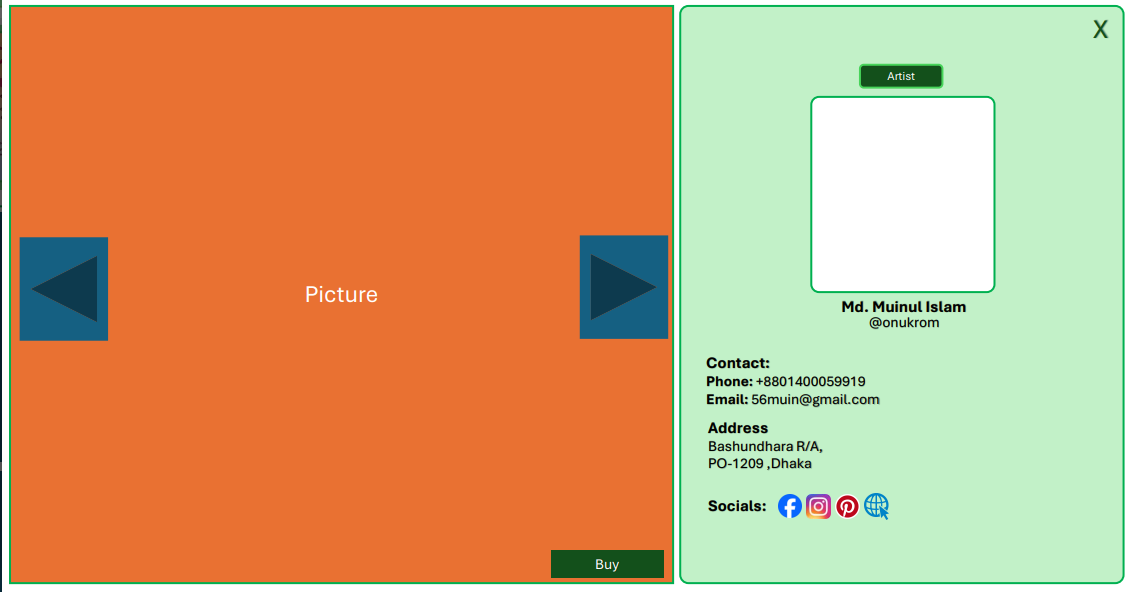 Picture
Buy
X
Artist
Md. Muinul Islam
@onukrom
Contact:
Phone: +8801400059919
Email: 56muin@gmail.com
Address
Bashundhara R/A,
PO-1209 ,Dhaka
Socials: